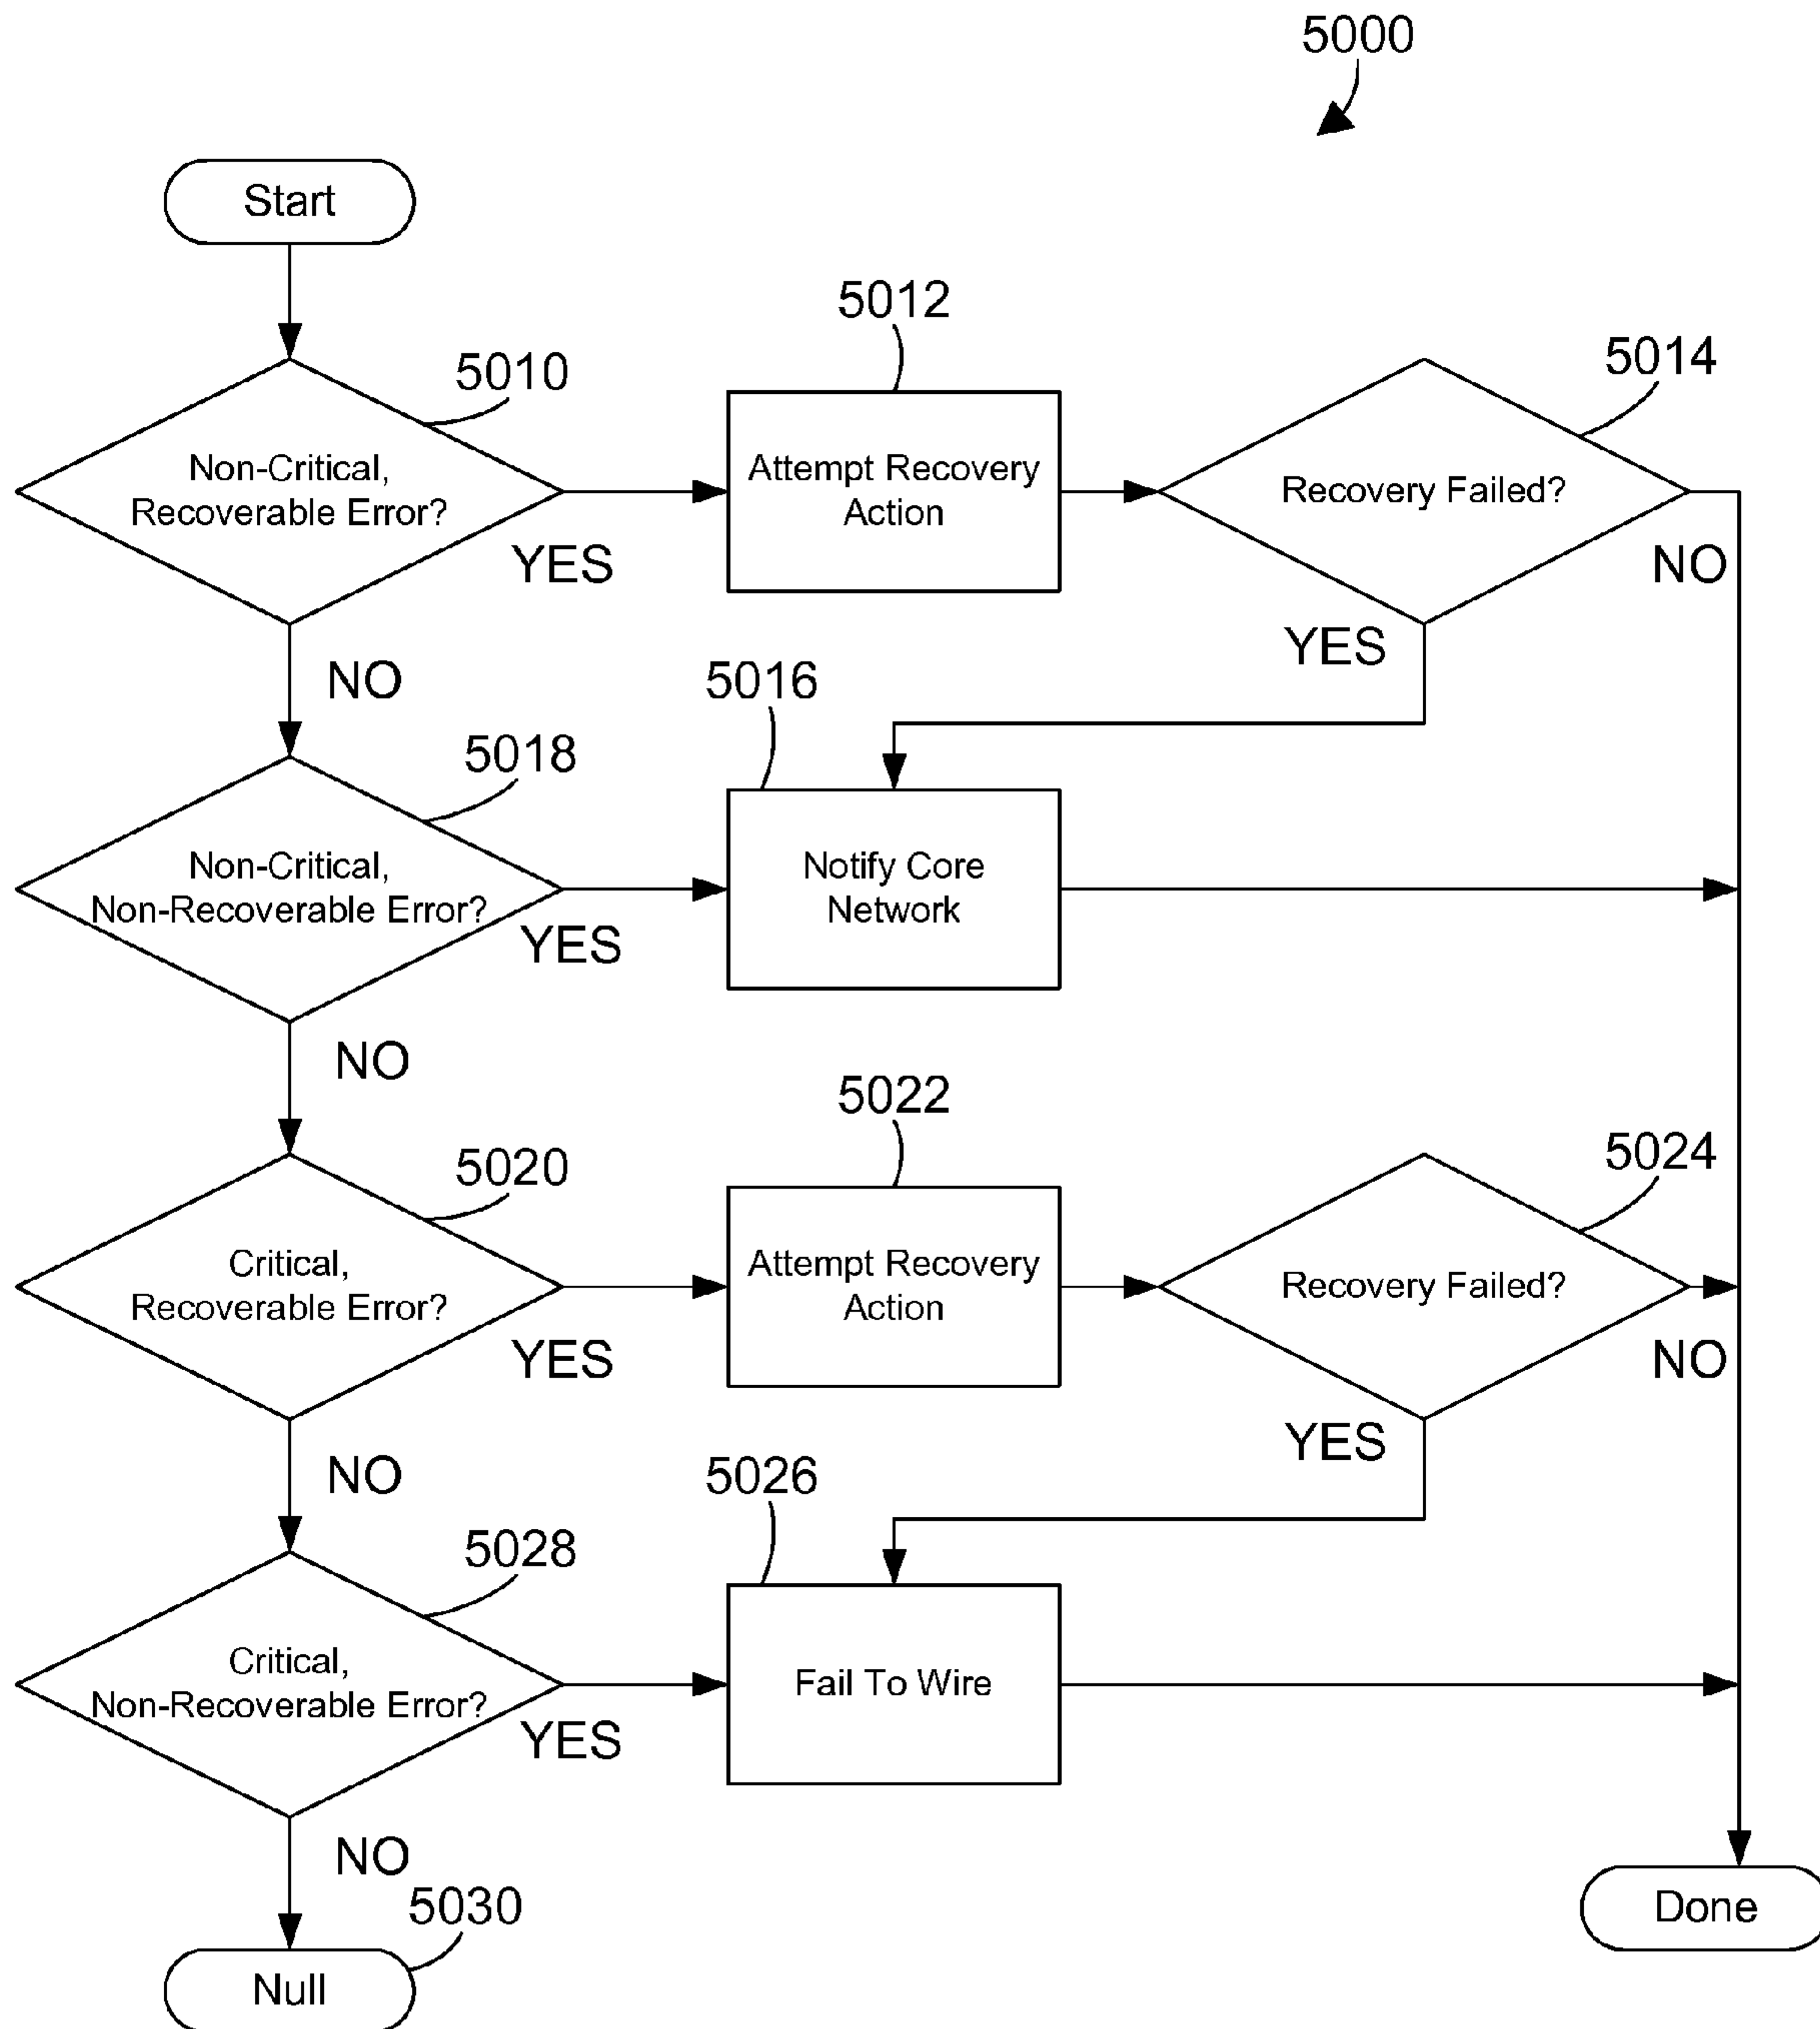 5000
Start
5010
Non-Critical,
Recoverable Error?
YES
NO
5012
Attempt Recovery
Action
5014
Recovery Failed?
NO
YES
5018
Non-Critical,
Non-Recoverable Error?
YES
NO
5016
Notify Core
Network
5020
Critical,
Recoverable Error?
YES
NO
5022
Attempt Recovery
Action
5024
Recovery Failed?
NO
YES
5028
Critical,
Non-Recoverable Error?
YES
NO
5026
Fail To Wire
5030
Null
Done